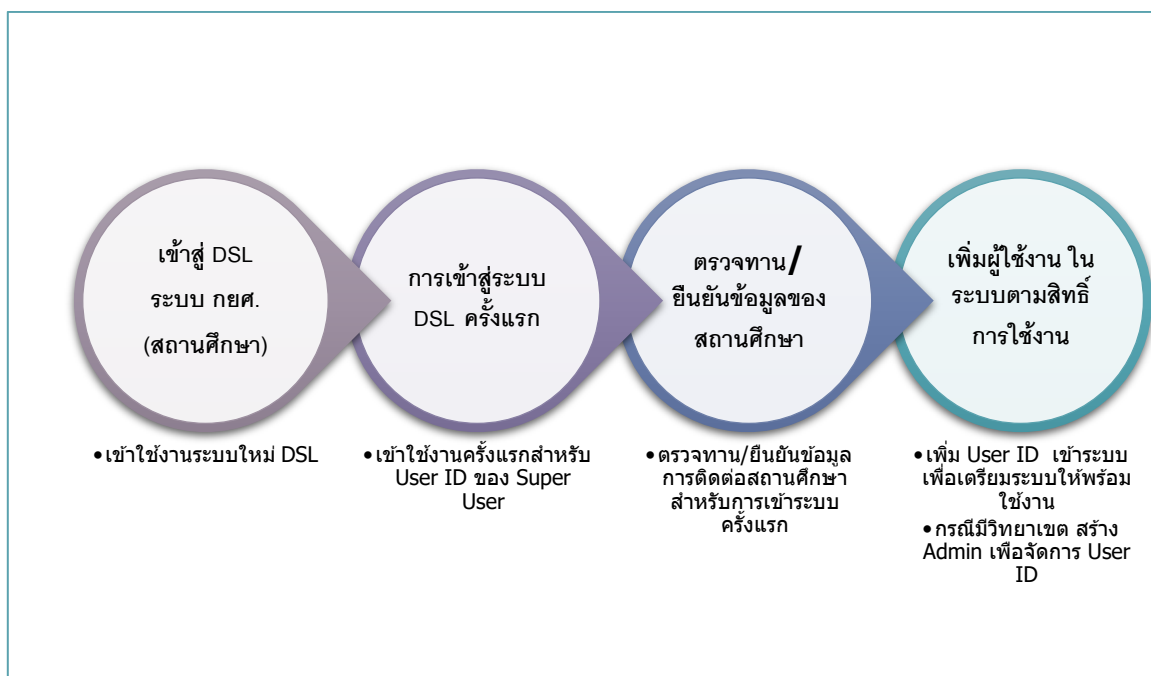 เข้าสู่ DSL
ระบบ กยศ.
(สถานศึกษา)
การเข้าสู่ระบบ
DSL ครั้งแรก
ตรวจทาน/
ยืนยันข้อมูลของ
สถานศึกษา
เพิ่มผู้ใช้งาน ใน
ระบบตามสิทธิ์
การใช้งาน
•เข้าใช้งานระบบใหม่ DSL
•เข้าใช้งานครั้งแรกสำหรับ
User ID ของ Super
User
•ตรวจทาน/ยืนยันข้อมูล
การติดต่อสถานศึกษา
สำหรับการเข้าระบบ
ครั้งแรก
•เพิ่ม User ID เข้าระบบ
เพื่อเตรียมระบบให้พร้อม
ใช้งาน
•กรณีมีวิทยาเขต สร้าง
Admin เพื่อจัดการ User
ID